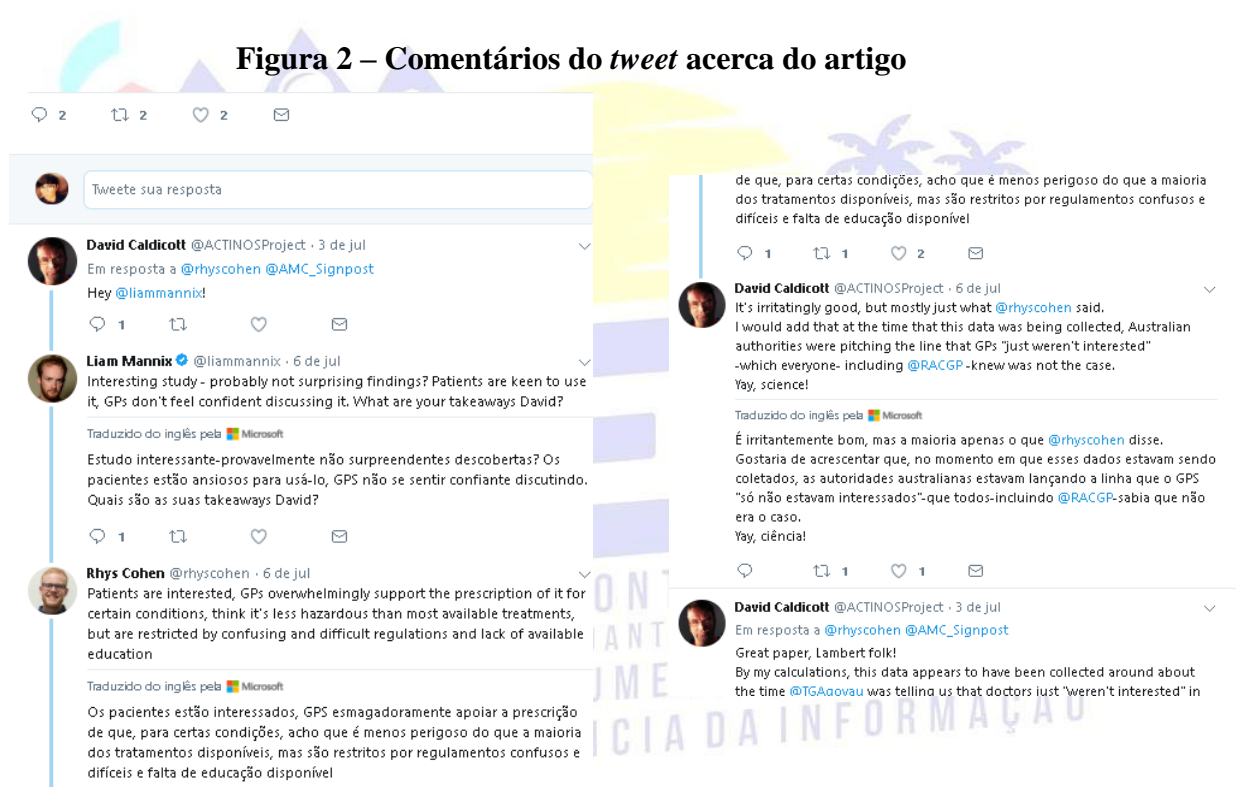 Figura 2 – Comentários do tweet acerca do artigo
2 2 2
Tweete sua resposta
David Caldicott @ACTINOSProject · 3 de jul
Em resposta a @rhyscohen @AMC_Signpost
Hey @liammannix!
1
Liam Mannix @liammannix · 6 de jul
Interesting study - probably not surprising findings? Patients are keen to use
it, GPs don't feel confident discussing it. What are your takeaways David?
Traduzido do inglês pela Microsoft
Estudo interessante-provavelmente não surpreendentes descobertas? Os
pacientes estão ansiosos para usá-lo, GPS não se sentir confiante discutindo.
Quais são as suas takeaways David?
1
Rhys Cohen @rhyscohen · 6 de jul
Patients are interested, GPs overwhelmingly support the prescription of it for
certain conditions, think it's less hazardous than most available treatments,
but are restricted by confusing and difficult regulations and lack of available
education
Traduzido do inglês pela Microsoft
Os pacientes estão interessados, GPS esmagadoramente apoiar a prescrição
de que, para certas condições, acho que é menos perigoso do que a maioria
dos tratamentos disponíveis, mas são restritos por regulamentos confusos e
difíceis e falta de educação disponível
de que, para certas condições, acho que é menos perigoso do que a maioria
dos tratamentos disponíveis, mas são restritos por regulamentos confusos e
difíceis e falta de educação disponível
1 1 2
David Caldicott @ACTINOSProject · 6 de jul
It's irritatingly good, but mostly just what @rhyscohen said.
I would add that at the time that this data was being collected, Australian
authorities were pitching the line that GPs "just weren't interested"
-which everyone- including @RACGP -knew was not the case.
Yay, science!
Traduzido do inglês pela Microsoft
É irritantemente bom, mas a maioria apenas o que @rhyscohen disse.
Gostaria de acrescentar que, no momento em que esses dados estavam sendo
coletados, as autoridades australianas estavam lançando a linha que o GPS
"só não estavam interessados"-que todos-incluindo @RACGP-sabia que não
era o caso.
Yay, ciência!
1 1
David Caldicott @ACTINOSProject · 3 de jul
Em resposta a @rhyscohen @AMC_Signpost
Great paper, Lambert folk!
By my calculations, this data appears to have been collected around about
the time @TGAgovau was telling us that doctors just "weren't interested" in
ONT
ANT
UME
CIA DA INFORMAÇÃO